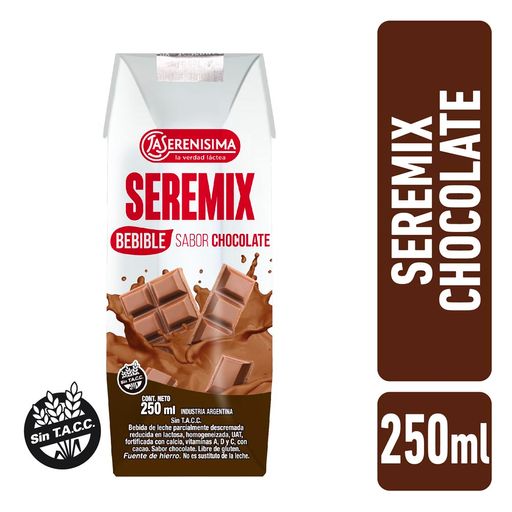 LA SERENISIMA
la verdad láctea
SEREMIX
BEBIBLE SABOR CHOCOLATE
Sin T.A.C.C.
CONT. NETO
250 ml INDUSTRIA ARGENTINA
Sin T.A.C.C.
Bebida de leche parcialmente descremada
reducida en lactosa, homogeneizada, UAT,
fortificada con calcio, vitaminas A, D y C, con
cacao. Sabor chocolate. Libre de gluten.
Fuente de hierro. No es sustituto de la leche.
Sin T.A.C.C.
SEREMIX
CHOCOLATE
250ml